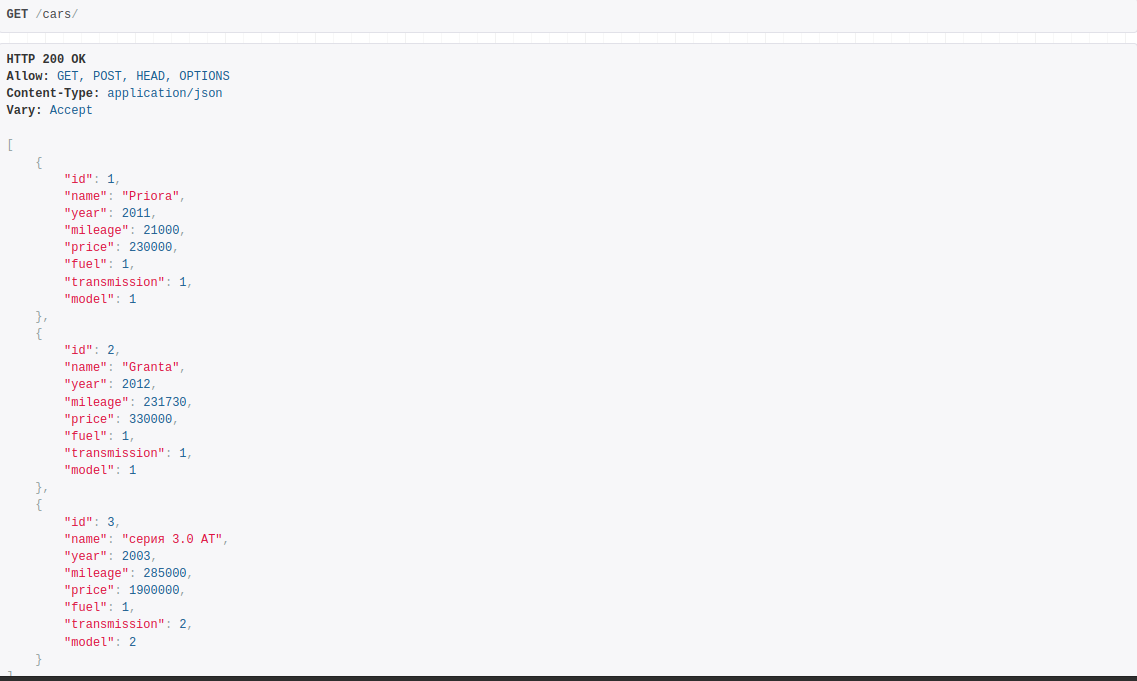 GET /cars/
HTTP 200 OK
Allow: GET, POST, HEAD, OPTIONS
Content-Type: application/json
Vary: Accept
[
    {
        "id": 1,
        "name": "Priora",
        "year": 2011,
        "mileage": 21000,
        "price": 230000,
        "fuel": 1,
        "transmission": 1,
        "model": 1
    },
    {
        "id": 2,
        "name": "Granta",
        "year": 2012,
        "mileage": 231730,
        "price": 330000,
        "fuel": 1,
        "transmission": 1,
        "model": 1
    },
    {
        "id": 3,
        "name": "серия 3.0 AT",
        "year": 2003,
        "mileage": 285000,
        "price": 1900000,
        "fuel": 1,
        "transmission": 2,
        "model": 2
    }
]